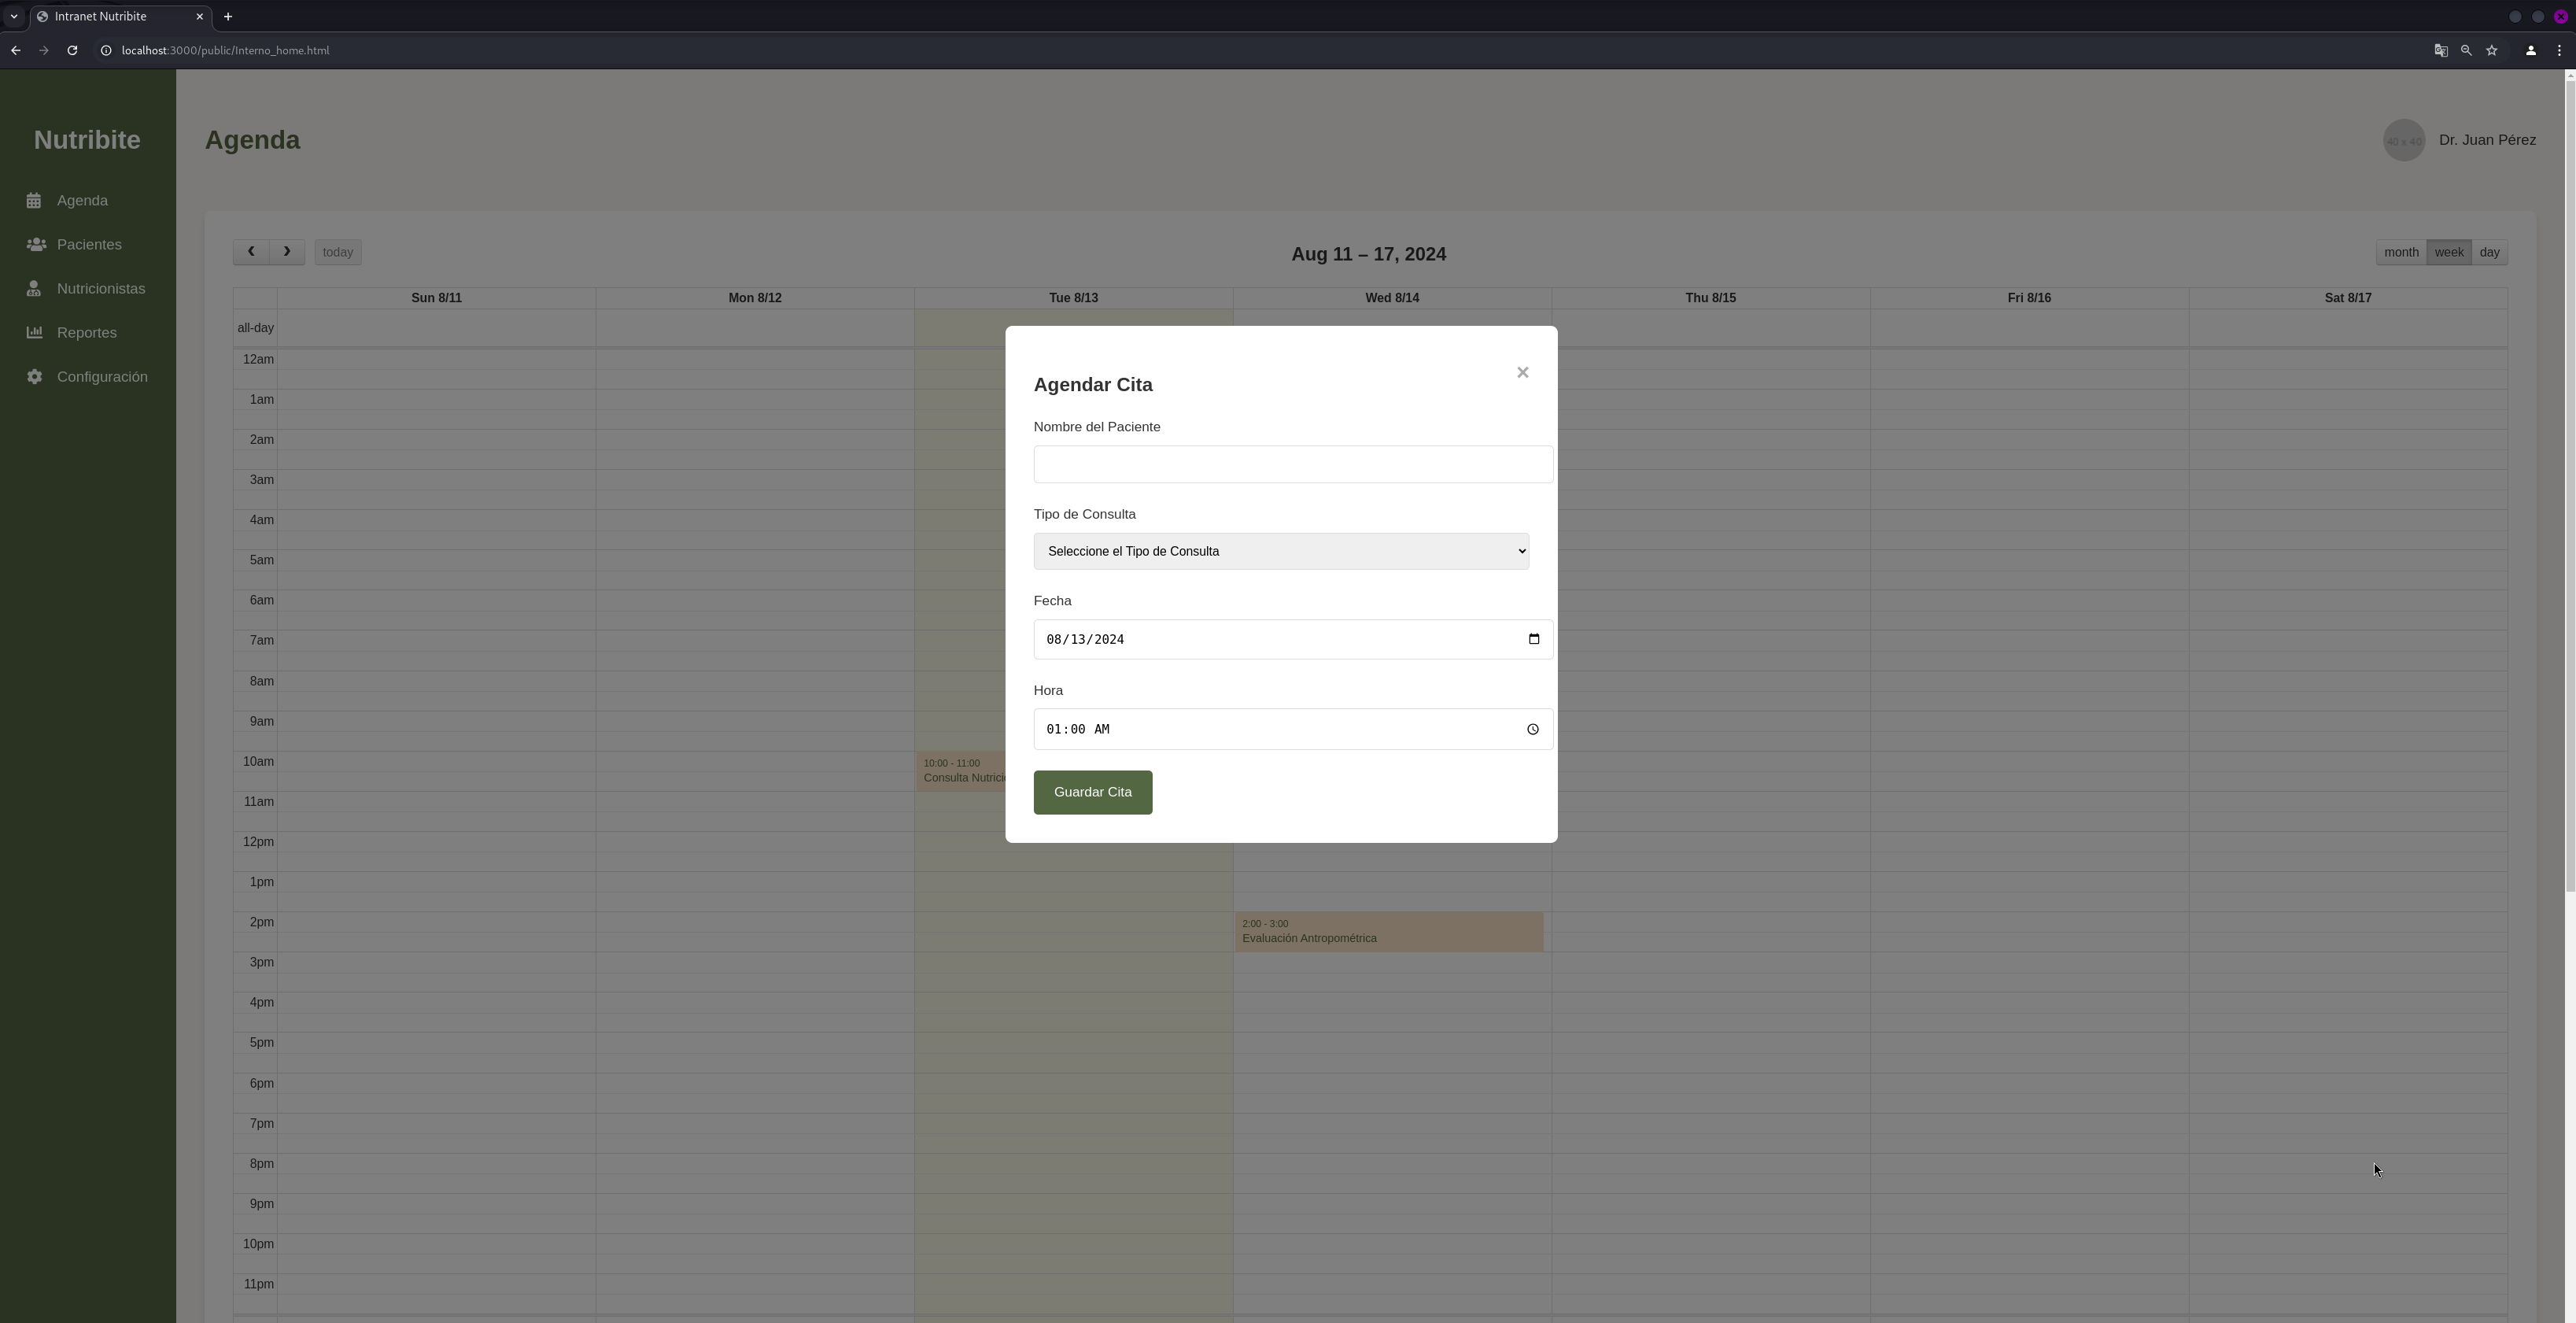 Intranet Nutribite
localhost:3000/public/Interno_home.html
Nutribite
Agenda
Pacientes
Nutricionistas
Reportes
Configuración
Agenda
40 x 40
Dr. Juan Pérez
today
Aug 11 – 17, 2024
month week day
Sun 8/11 Mon 8/12 Tue 8/13 Wed 8/14 Thu 8/15 Fri 8/16 Sat 8/17
all-day
12am
1am
2am
3am
4am
5am
6am
7am
8am
9am
10am
11am
12pm
1pm
2pm
3pm
4pm
5pm
6pm
7pm
8pm
9pm
10pm
11pm
10:00 - 11:00
Consulta
2:00 - 3:00
Evaluación Antropométrica
Agendar Cita
×
Nombre del Paciente
Tipo de Consulta
Seleccione el Tipo de Consulta
Fecha
08/13/2024
Hora
01:00 AM
Guardar Cita